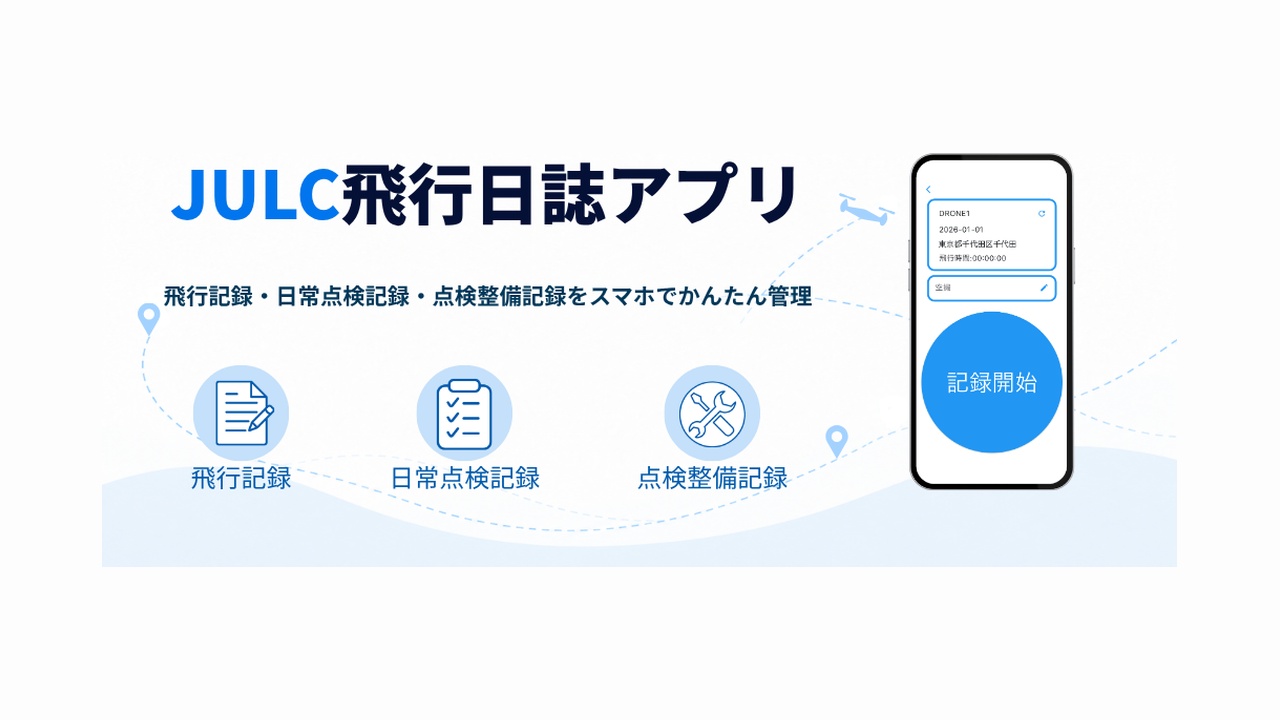 JULC飛行日誌アプリ
飛行記録・日常点検記録・点検整備記録をスマホでかんたん管理
飛行記録
日常点検記録
点検整備記録
DRONE1
2026-01-01
東京都千代田区千代田
飛行時間:00:00:00
空撮
記録開始